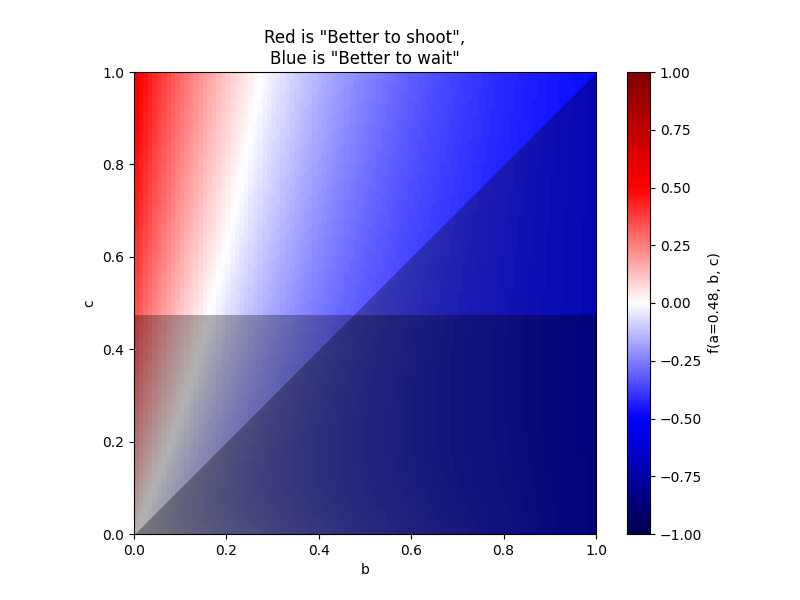 Red is "Better to shoot",
Blue is "Better to wait"
1.0
0.8
0.6
0.4
0.2
0.0
c
0.0 0.2 0.4 0.6 0.8 1.0
b
1.00
0.75
0.50
0.25
0.00
−0.25
−0.50
−0.75
−1.00
f(a=0.48, b, c)